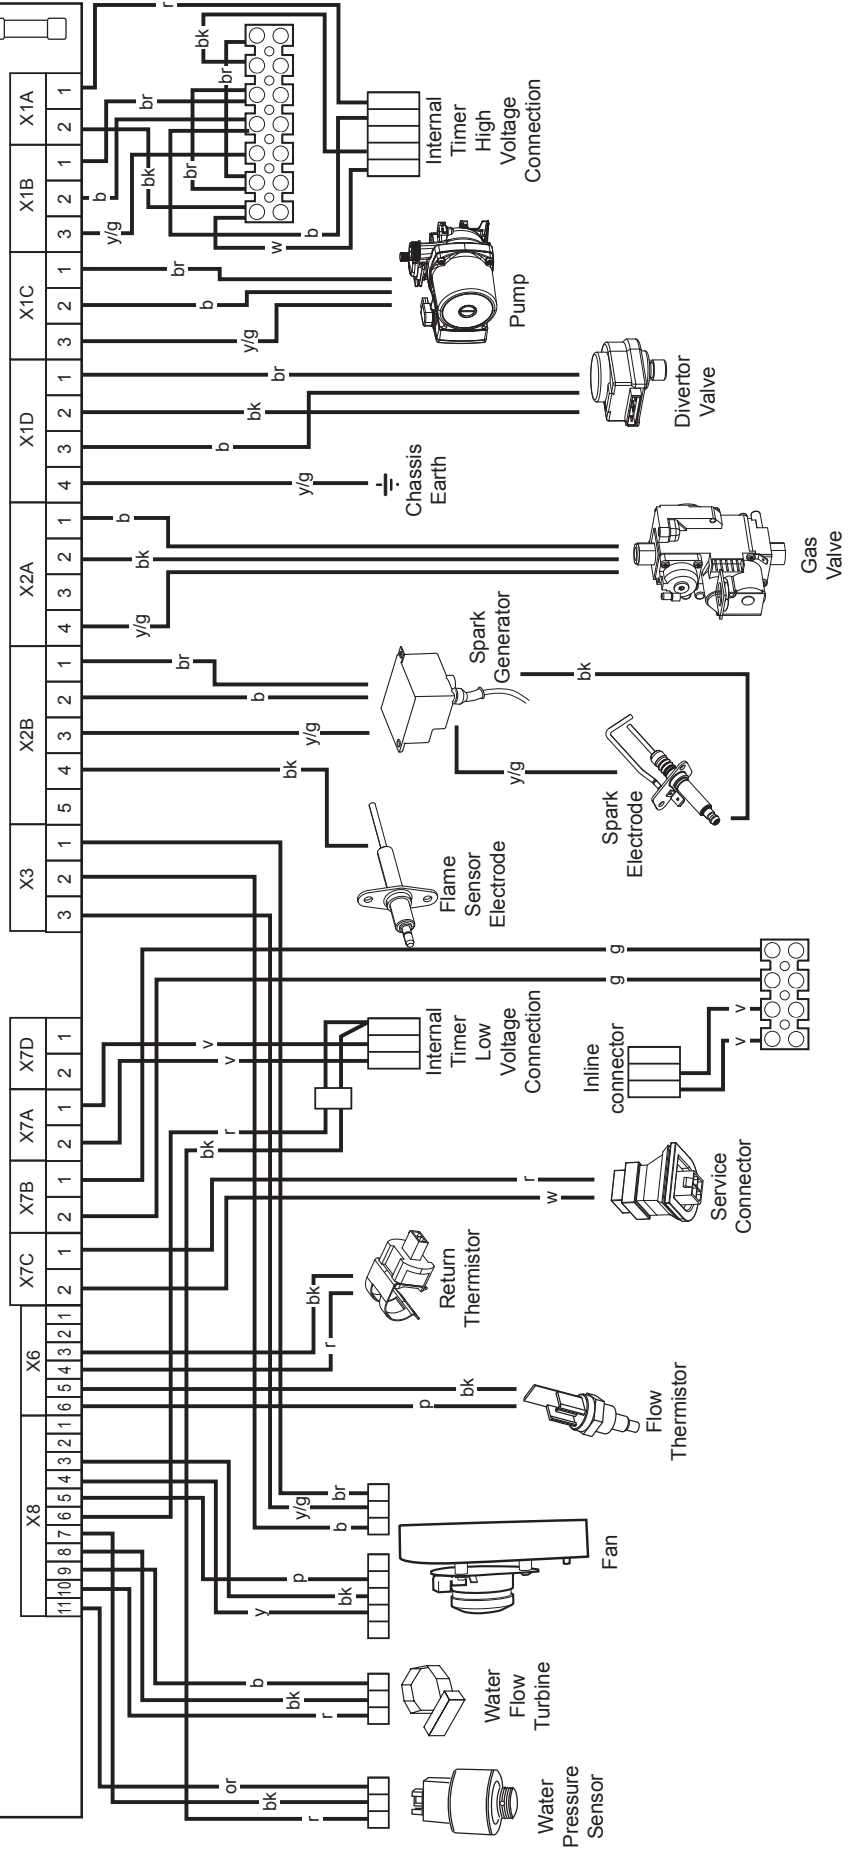 X8
X6
X7C
X7B
X7A
X7D
X3
X2B
X2A
X1D
X1C
X1B
X1A
11 10 9 8 7 6 5 4 3 2 1
6 5 4 3 2 1
2 1
2 1
2 1
2 1
3 2 1
5 4 3 2 1
4 3 2 1
4 3 2 1
3 2 1
3 2 1
2 1
r
bk
or
r
bk
b
y
bk
p
b
y/g
br
p
bk
r
bk
w
r
bk
r
v
v
g
g
v
v
bk
y/g
b
br
y/g
bk
y/g
bk
b
y/g
b
bk
br
y/g
b
br
y/g
b
bk
br
w
b
br
br
bk
r
Water
Pressure
Sensor
Water
Flow
Turbine
Fan
Flow
Thermistor
Return
Thermistor
Service
Connector
Inline
connector
Internal
Timer
Low
Voltage
Connection
Flame
Sensor
Electrode
Spark
Electrode
Spark
Generator
Gas
Valve
Chassis
Earth
Divertor
Valve
Pump
Internal
Timer
High
Voltage
Connection